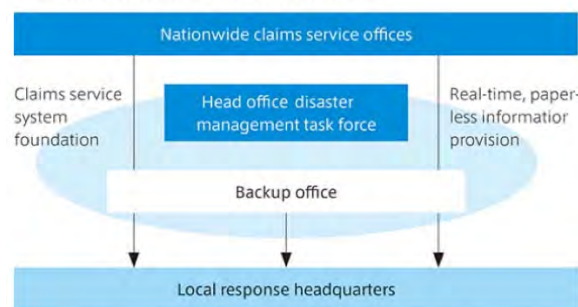 Nationwide claims service offices
Claims service
system
foundation
Head office disaster
management task force
Real-time, paper-
less informatior
provision
Backup office
Local response headquarters